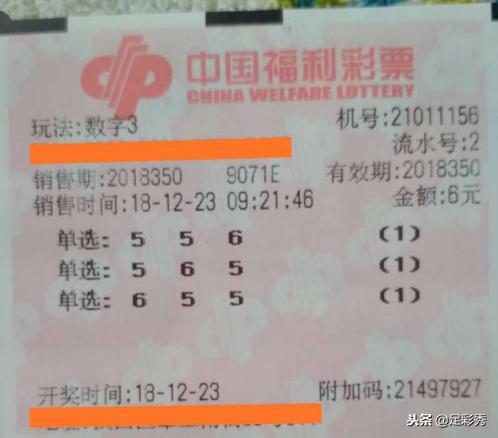 中国福利彩票
CHINA WELFARE LOTTERY
玩法:数字3 机号:21011156
流水号:2
销售期:2018350 9071E 有效期:2018350
销售时间:18-12-23 09:21:46 金额:6元
单选: 5 5 6 (1)
单选: 5 6 5 (1)
单选: 6 5 5 (1)
开奖时间:18-12-23 附加码:21497927
头条 @足彩秀